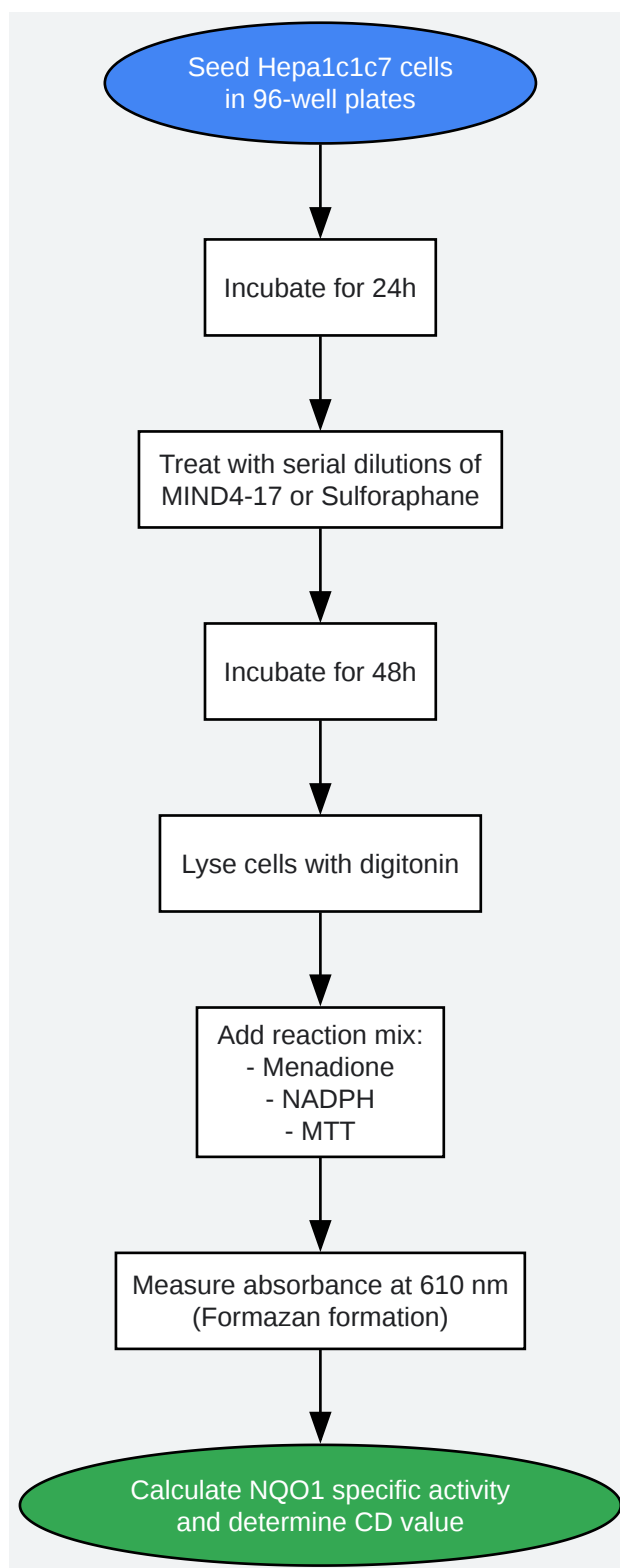 Seed Hepa1c1c7 cells
in 96-well plates
Incubate for 24h
Treat with serial dilutions of
MIND4-17 or Sulforaphane
Incubate for 48h
Lyse cells with digitonin
Add reaction mix:
- Menadione
- NADPH
- MTT
Measure absorbance at 610 nm
(Formazan formation)
Calculate NQO1 specific activity
and determine CD value